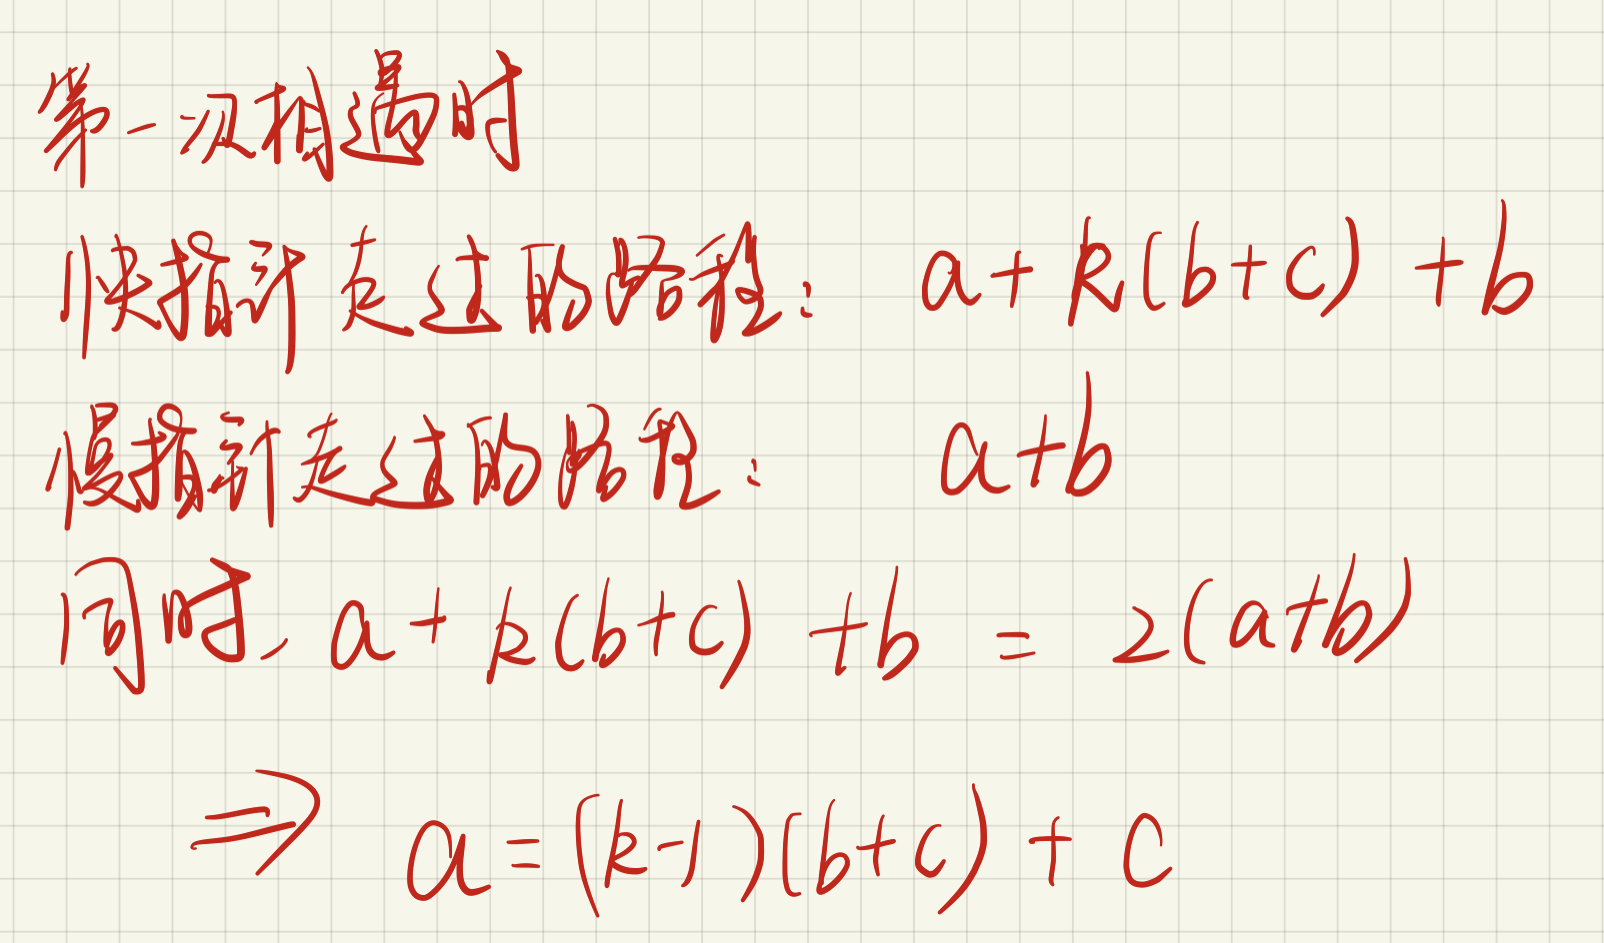 第一次相遇时
快指针走过的路程: a+k(b+c)+b
慢指针走过的路程: a+b
同时, a+k(b+c)+b = 2(a+b)
⇒ a=(k-1)(b+c)+c